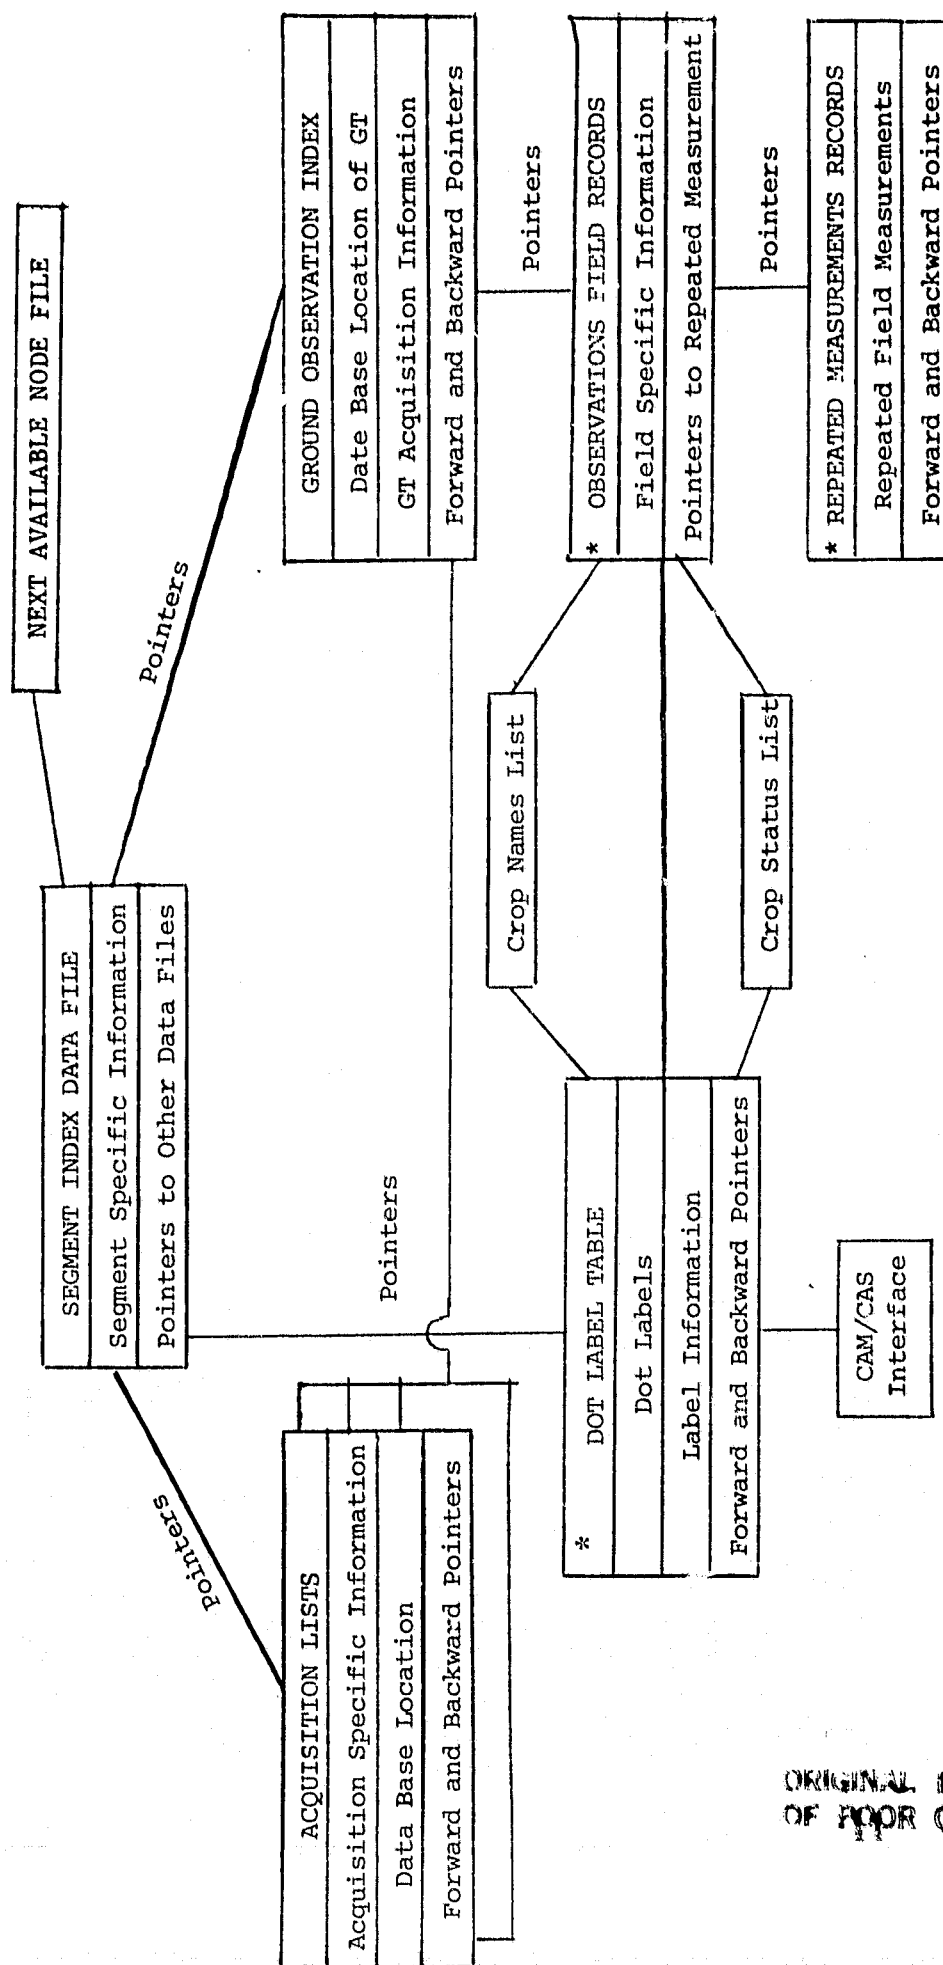 NEXT AVAILABLE NODE FILE
SEGMENT INDEX DATA FILE
Segment Specific Information
Pointers to Other Data Files
Pointers
Pointers
Pointers
ACQUISITION LISTS
Acquisition Specific Information
Data Base Location
Forward and Backward Pointers
GROUND OBSERVATION INDEX
Date Base Location of GT
GT Acquisition Information
Forward and Backward Pointers
Pointers
Crop Names List
* DOT LABEL TABLE
Dot Labels
Label Information
Forward and Backward Pointers
* OBSERVATIONS FIELD RECORDS
Field Specific Information
Pointers to Repeated Measurement
Crop Status List
Pointers
CAM/CAS
Interface
* REPEATED MEASUREMENTS RECORDS
Repeated Field Measurements
Forward and Backward Pointers
ORIGINAL
OF POOR